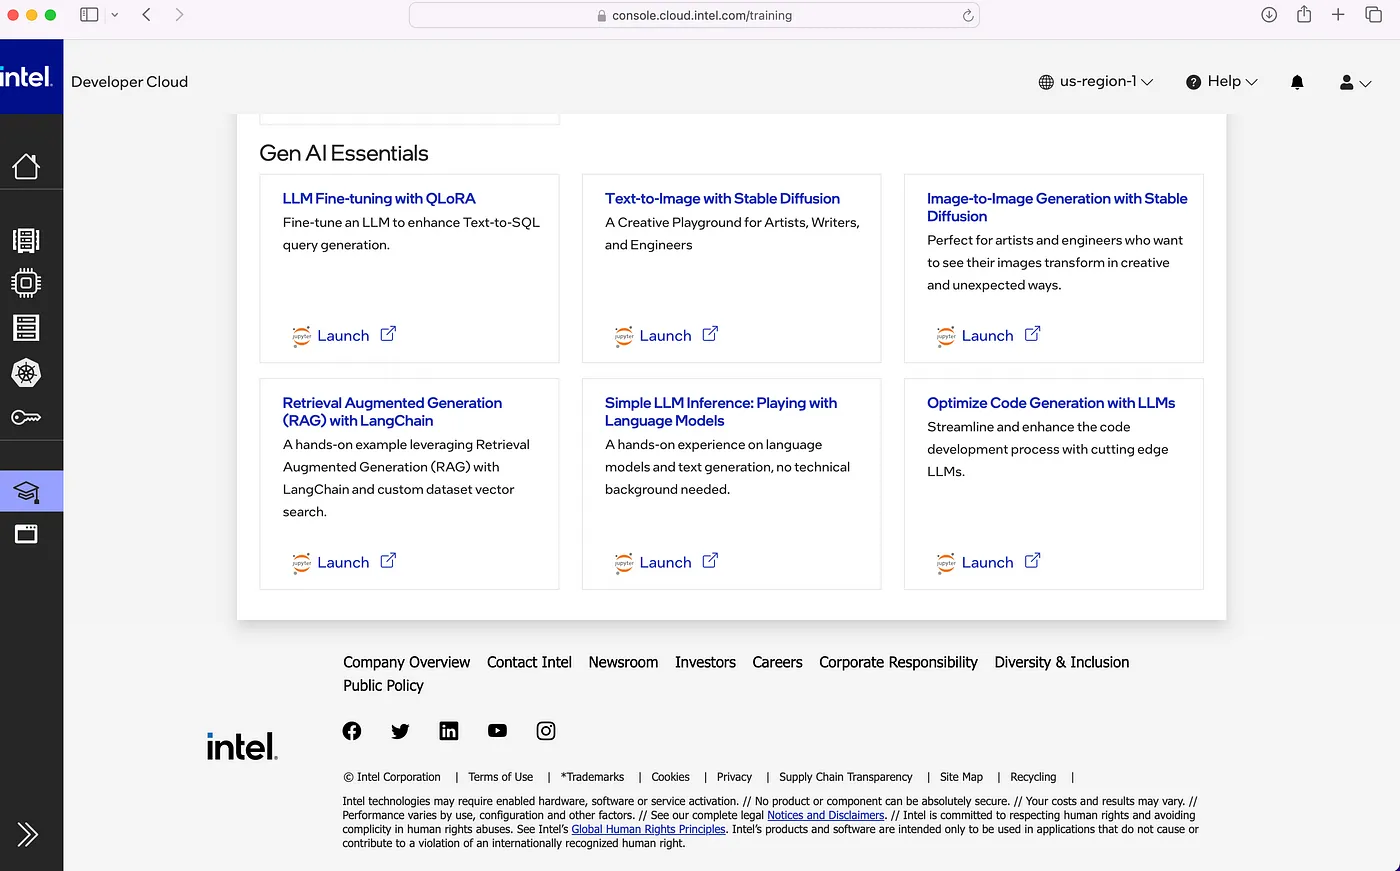 console.cloud.intel.com/training
intel.
Developer Cloud
us-region-1
Help
Gen AI Essentials
LLM Fine-tuning with QLoRA
Fine-tune an LLM to enhance Text-to-SQL
query generation.
jupyter Launch
Text-to-Image with Stable Diffusion
A Creative Playground for Artists, Writers,
and Engineers
jupyter Launch
Image-to-Image Generation with Stable
Diffusion
Perfect for artists and engineers who want
to see their images transform in creative
and unexpected ways.
jupyter Launch
Retrieval Augmented Generation
(RAG) with LangChain
A hands-on example leveraging Retrieval
Augmented Generation (RAG) with
LangChain and custom dataset vector
search.
jupyter Launch
Simple LLM Inference: Playing with
Language Models
A hands-on experience on language
models and text generation, no technical
background needed.
jupyter Launch
Optimize Code Generation with LLMs
Streamline and enhance the code
development process with cutting edge
LLMs.
jupyter Launch
Company Overview Contact Intel Newsroom Investors Careers Corporate Responsibility Diversity & Inclusion
Public Policy
intel.
© Intel Corporation | Terms of Use | *Trademarks | Cookies | Privacy | Supply Chain Transparency | Site Map | Recycling |
Intel technologies may require enabled hardware, software or service activation. // No product or component can be absolutely secure. // Your costs and results may vary. //
Performance varies by use, configuration and other factors. // See our complete legal Notices and Disclaimers. // Intel is committed to respecting human rights and avoiding
complicity in human rights abuses. See Intel's Global Human Rights Principles. Intel's products and software are intended only to be used in applications that do not cause or
contribute to a violation of an internationally recognized human right.